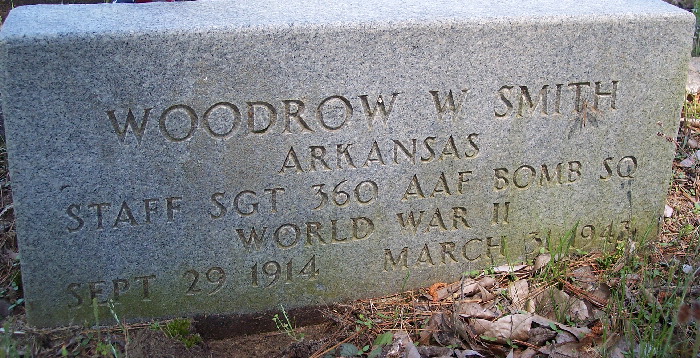 WOODROW W SMITH
ARKANSAS
STAFF SGT 360 AAF BOMB SQ
WORLD WAR II
SEPT 29 1914 MARCH 31 1943